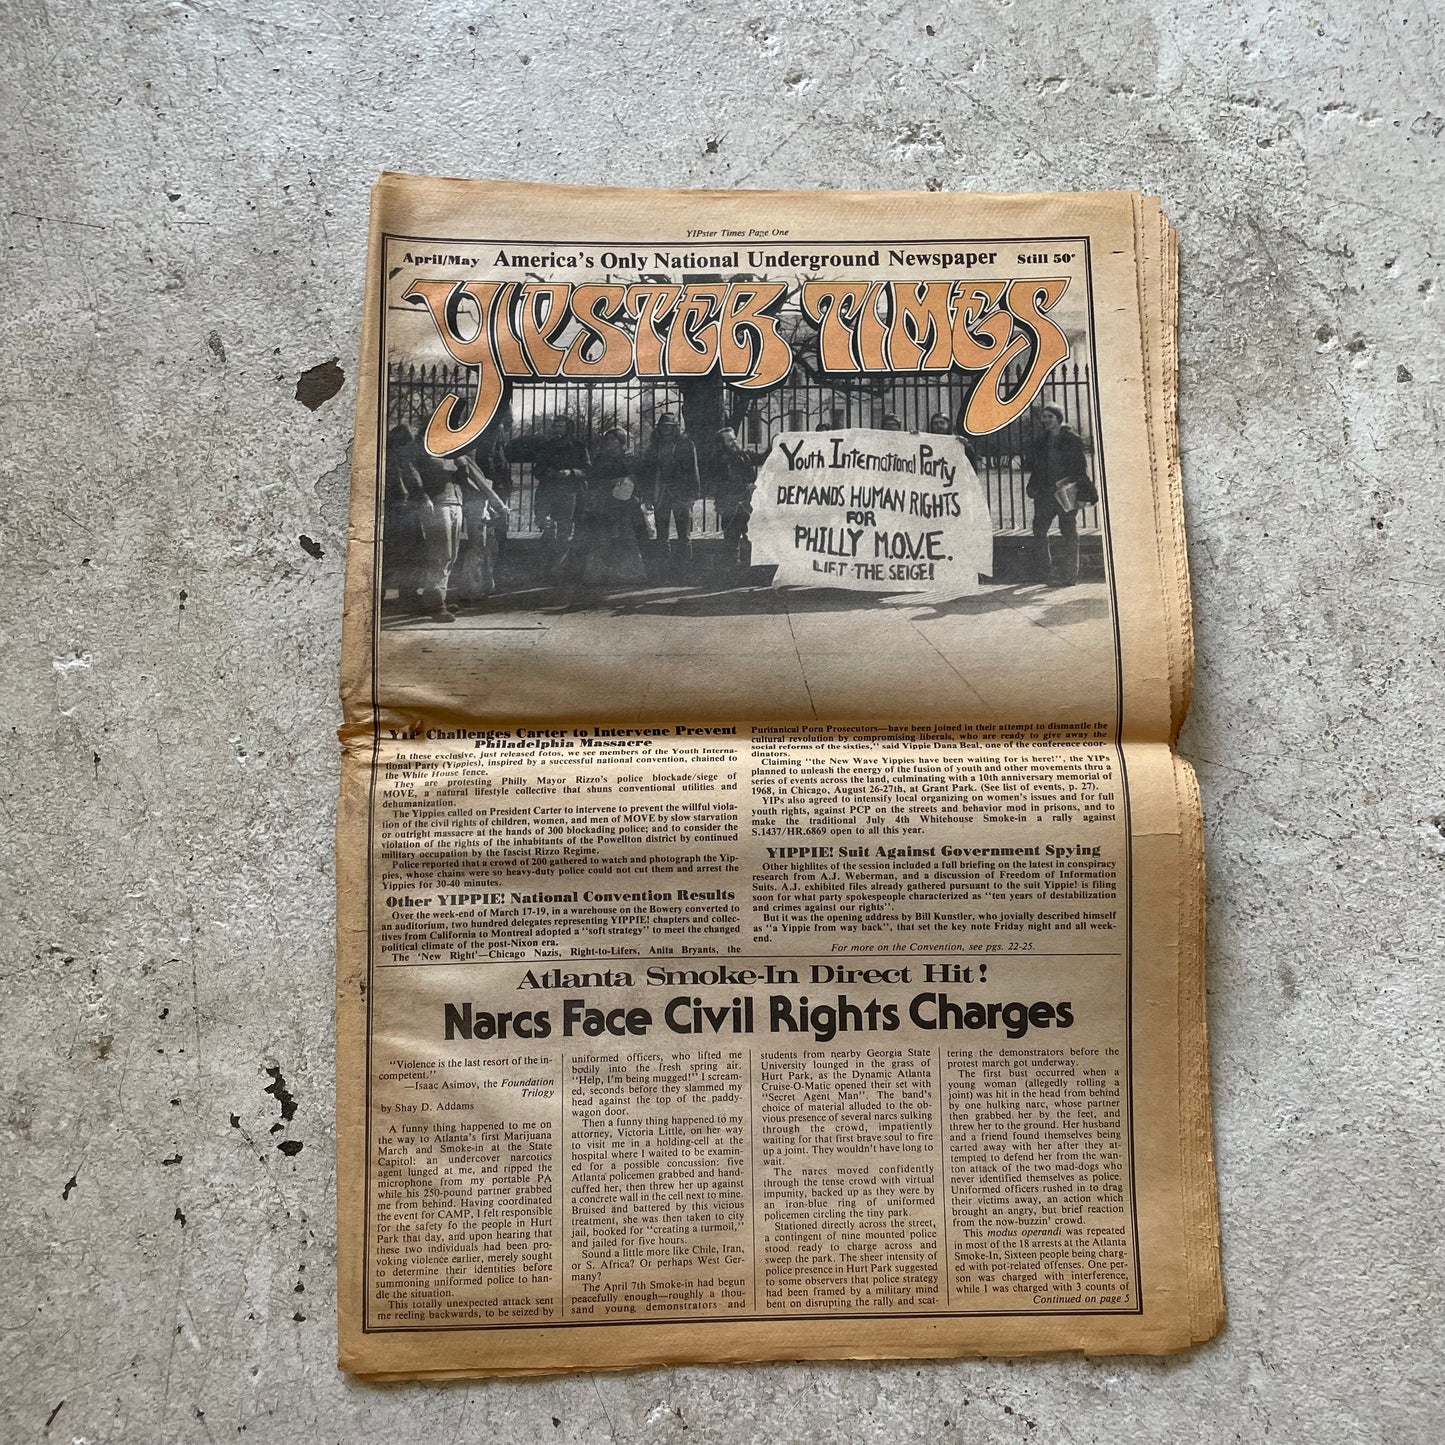 YIPster Times Page One
April/May America's Only National Underground Newspaper Still 50¢
YIPSTER TIMES
Youth International Party
DEMANDS HUMAN RIGHTS
FOR
PHILLY M.O.V.E.
LIFT THE SEIGE!
YIP Challenges Carter to Intervene Prevent
Philadelphia Massacre
In these exclusive, just released fotos, we see members of the Youth Interna-
tional Party (Yippies), inspired by a successful national convention, chained to
the White House fence.
They are protesting Philly Mayor Rizzo's police blockade/siege of
MOVE, a natural lifestyle collective that shuns conventional utilities and
dehumanization.
The Yippies called on President Carter to intervene to prevent the willful viola-
tion of the civil rights of children, women, and men of MOVE by slow starvation
or outright massacre at the hands of 300 blockading police; and to consider the
violation of the rights of the inhabitants of the Powellton district by continued
military occupation by the fascist Rizzo Regime.
Police reported that a crowd of 200 gathered to watch and photograph the Yip-
pies, whose chains were so heavy-duty police could not cut them and arrest the
Yippies for 30-40 minutes.
Other YIPPIE! National Convention Results
Over the week-end of March 17-19, in a warehouse on the Bowery converted to
an auditorium, two hundred delegates representing YIPPIE! chapters and collec-
tives from California to Montreal adopted a "soft strategy" to meet the changed
political climate of the post-Nixon era.
The 'New Right'—Chicago Nazis, Right-to-Lifers, Anita Bryants, the
Puritanical Porn Prosecutors—have been joined in their attempt to dismantle the
cultural revolution by compromising liberals, who are ready to give away the
social reforms of the sixties," said Yippie Dana Beal, one of the conference coor-
dinators.
Claiming "the New Wave Yippies have been waiting for is here!", the YIPs
planned to unleash the energy of the fusion of youth and other movements thru a
series of events across the land, culminating with a 10th anniversary memorial of
1968, in Chicago, August 26-27th, at Grant Park. (See list of events, p. 27).
YIPs also agreed to intensify local organizing on women's issues and for full
youth rights, against PCP on the streets and behavior mod in prisons, and to
make the traditional July 4th Whitehouse Smoke-in a rally against
S.1437/HR.6869 open to all this year.
YIPPIE! Suit Against Government Spying
Other highlites of the session included a full briefing on the latest in conspiracy
research from A.J. Weberman, and a discussion of Freedom of Information
Suits. A.J. exhibited files already gathered pursuant to the suit Yippie! is filing
soon for what party spokespeople characterized as "ten years of destabilization
and crimes against our rights".
But it was the opening address by Bill Kunstler, who jovially described himself
as "a Yippie from way back", that set the key note Friday night and all week-
end.
For more on the Convention, see pgs. 22-25.
Atlanta Smoke-In Direct Hit!
Narcs Face Civil Rights Charges
"Violence is the last resort of the in-
competent."
—Isaac Asimov, the Foundation
Trilogy
by Shay D. Addams
A funny thing happened to me on
the way to Atlanta's first Marijuana
March and Smoke-in at the State
Capitol: an undercover narcotics
agent lunged at me, and ripped the
microphone from my portable PA
while his 250-pound partner grabbed
me from behind. Having coordinated
the event for CAMP, I felt responsible
for the safety fo the people in Hurt
Park that day, and upon hearing that
these two individuals had been pro-
voking violence earlier, merely sought
to determine their identities before
summoning uniformed police to han-
dle the situation.
This totally unexpected attack sent
me reeling backwards, to be seized by
uniformed officers, who lifted me
bodily into the fresh spring air.
"Help, I'm being mugged!" I scream-
ed, seconds before they slammed my
head against the top of the paddy-
wagon door.
Then a funny thing happened to my
attorney, Victoria Little, on her way
to visit me in a holding-cell at the
hospital where I waited to be examin-
ed for a possible concussion: five
Atlanta policemen grabbed and hand-
cuffed her, then threw her up against
a concrete wall in the cell next to mine.
Bruised and battered by this vicious
treatment, she was then taken to city
jail, booked for "creating a turmoil,"
and jailed for five hours.
Sound a little more like Chile, Iran,
or S. Africa? Or perhaps West Ger-
many?
The April 7th Smoke-in had begun
peacefully enough—roughly a thou-
sand young demonstrators and
students from nearby Georgia State
University lounged in the grass of
Hurt Park, as the Dynamic Atlanta
Cruise-O-Matic opened their set with
"Secret Agent Man". The band's
choice of material alluded to the ob-
vious presence of several narcs sulking
through the crowd, impatiently
waiting for that first brave soul to fire
up a joint. They wouldn't have long to
wait.
The narcs moved confidently
through the tense crowd with virtual
impunity, backed up as they were by
an iron-blue ring of uniformed
policemen circling the tiny park.
Stationed directly across the street,
a contingent of nine mounted police
stood ready to charge across and
sweep the park. The sheer intensity of
police presence in Hurt Park suggested
to some observers that police strategy
had been framed by a military mind
bent on disrupting the rally and scat-
tering the demonstrators before the
protest march got underway.
The first bust occurred when a
young woman (allegedly rolling a
joint) was hit in the head from behind
by one hulking narc, whose partner
then grabbed her by the feet, and
threw her to the ground. Her husband
and a friend found themselves being
carted away with her after they at-
tempted to defend her from the wan-
ton attack of the two mad-dogs who
never identified themselves as police.
Uniformed officers rushed in to drag
their victims away, an action which
brought an angry, but brief reaction
from the now-buzzin' crowd.
This modus operandi was repeated
in most of the 18 arrests at the Atlanta
Smoke-In, Sixteen people being charg-
ed with pot-related offenses. One per-
son was charged with interference,
while I was charged with 3 counts of
Continued on page 5